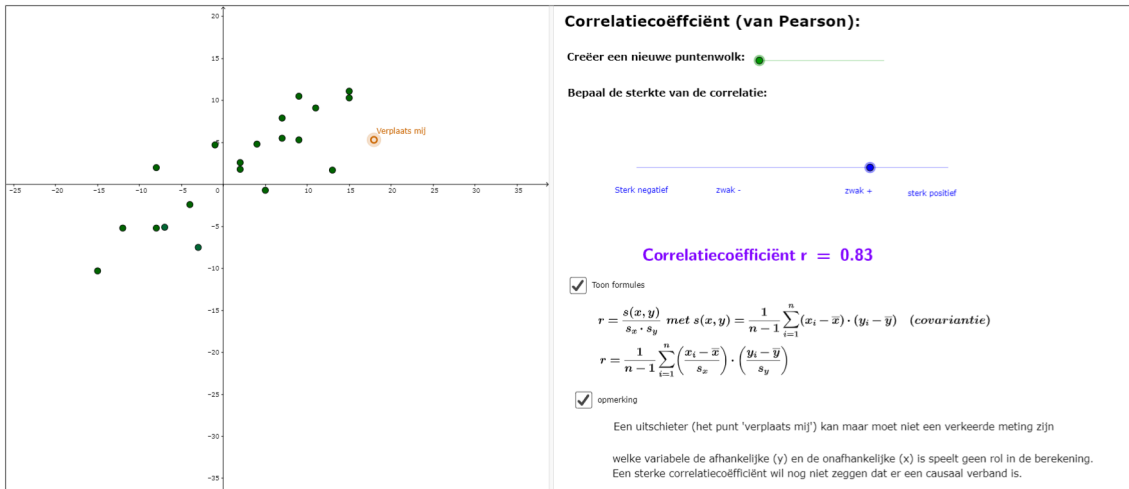 Correlatiecoëffciënt (van Pearson):
Creëer een nieuwe puntenwolk:
Bepaal de sterkte van de correlatie:
Sterk negatief zwak - zwak + sterk positief
Correlatiecoëfficiënt r = 0.83
Toon formules
r = s(x, y) / (s_x · s_y) met s(x, y) = 1/(n − 1) ∑_{i=1}^{n} (x_i − x̅) · (y_i − y̅) (covariantie)
r = 1/(n − 1) ∑_{i=1}^{n} ((x_i − x̅)/s_x) · ((y_i − y̅)/s_y)
opmerking
Een uitschieter (het punt 'verplaats mij') kan maar moet niet een verkeerde meting zijn
welke variabele de afhankelijke (y) en de onafhankelijke (x) is speelt geen rol in de berekening.
Een sterke correlatiecoëfficiënt wil nog niet zeggen dat er een causaal verband is.
20
15
10
Verplaats mij
5
−25 −20 −15 −10 −5 0 5 10 15 20 25 30 35
−5
−10
−15
−20
−25
−30
−35